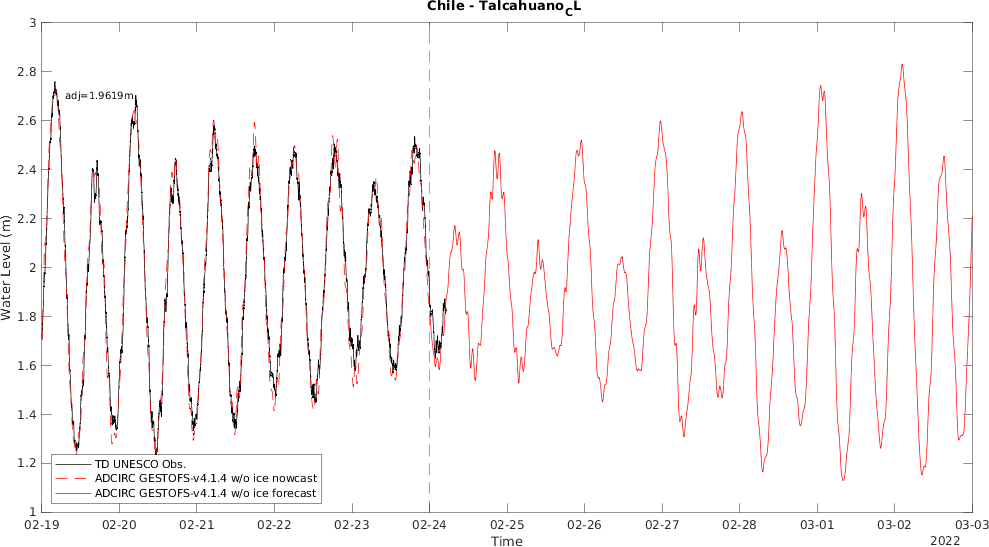 Chile - TalcahuanoCL
3
2.8
2.6
2.4
2.2
2
1.8
1.6
1.4
1.2
1
Water Level (m)
adj=1.9619m
TD UNESCO Obs.
ADCIRC GESTOFS-v4.1.4 w/o ice nowcast
ADCIRC GESTOFS-v4.1.4 w/o ice forecast
02-19 02-20 02-21 02-22 02-23 02-24 02-25 02-26 02-27 02-28 03-01 03-02 03-03
Time
2022